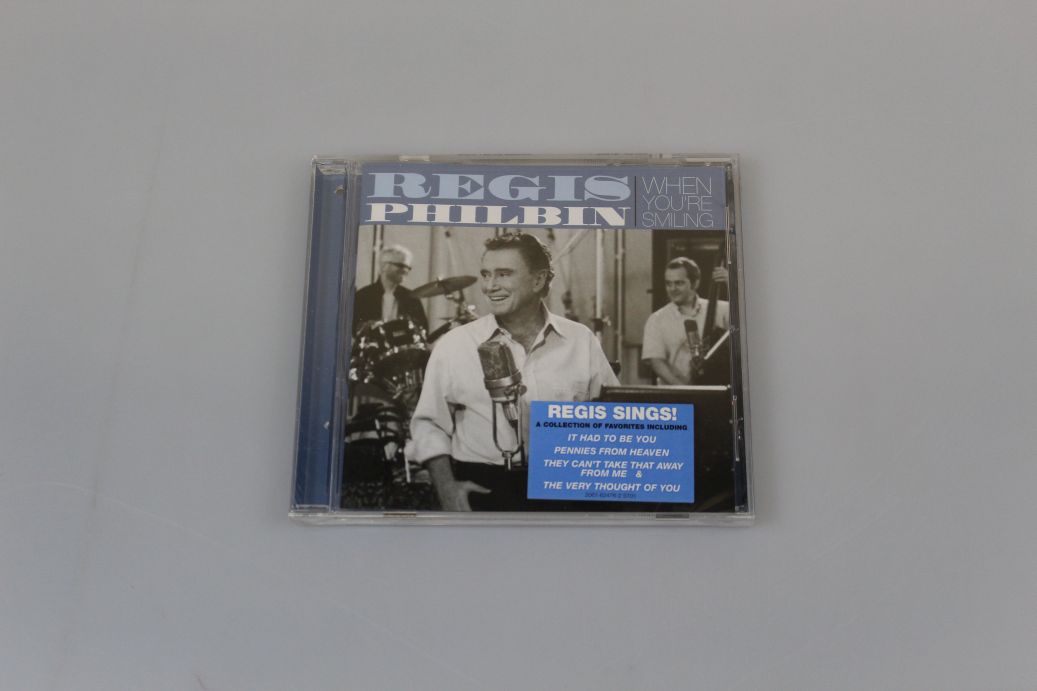 REGIS
PHILBIN
WHEN
YOU'RE
SMILING
REGIS SINGS!
A COLLECTION OF FAVORITES INCLUDING
IT HAD TO BE YOU
PENNIES FROM HEAVEN
THEY CAN'T TAKE THAT AWAY
FROM ME &
THE VERY THOUGHT OF YOU